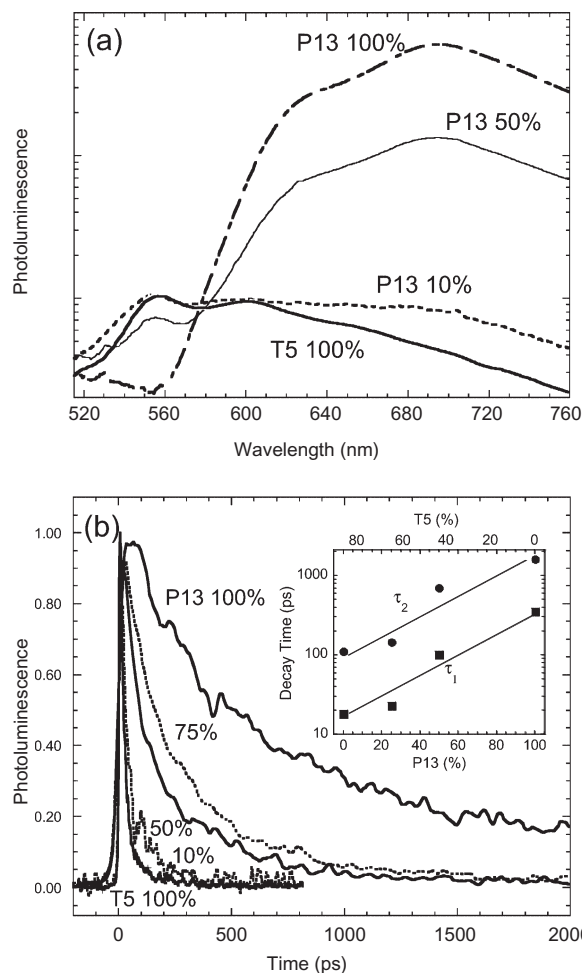 (a)
P13 100%
P13 50%
P13 10%
T5 100%
Photoluminescence
520 560 600 640 680 720 760
Wavelength (nm)
(b)
T5 (%)
80 60 40 20 0
1.00
0.80
0.60
0.40
0.20
0.00
Photoluminescence
P13 100%
75%
50%
10%
T5 100%
Decay Time (ps)
1000
100
10
τ2
τ1
0 20 40 60 80 100
P13 (%)
0 500 1000 1500 200
Time (ps)